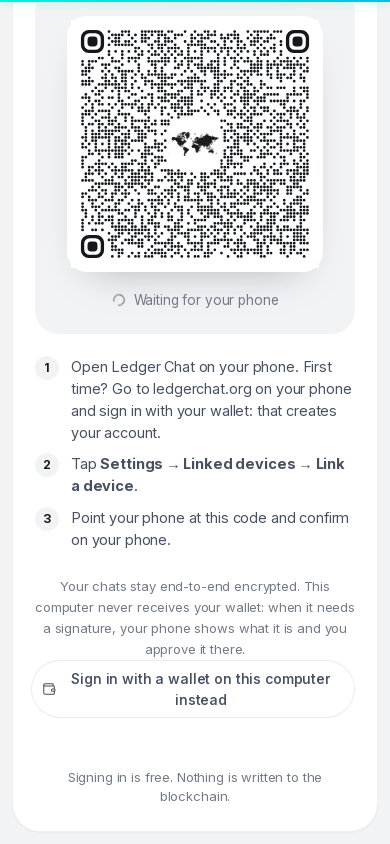 Waiting for your phone
1 Open Ledger Chat on your phone. First
time? Go to ledgerchat.org on your phone
and sign in with your wallet: that creates
your account.
2 Tap Settings → Linked devices → Link
a device.
3 Point your phone at this code and confirm
on your phone.
Your chats stay end-to-end encrypted. This
computer never receives your wallet: when it needs
a signature, your phone shows what it is and you
approve it there.
Sign in with a wallet on this computer
instead
Signing in is free. Nothing is written to the
blockchain.